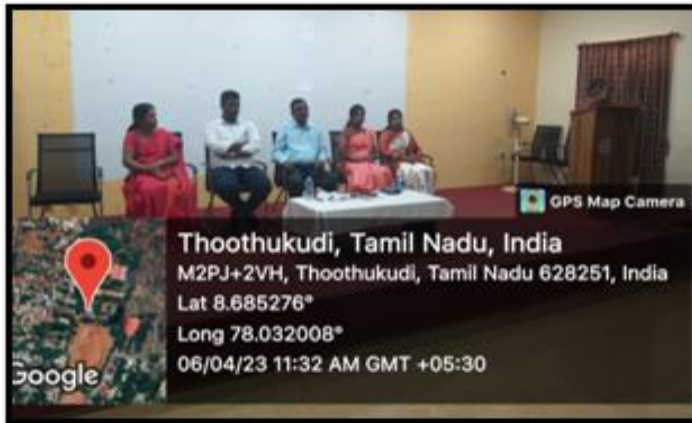 GPS Map Camera
Thoothukudi, Tamil Nadu, India
M2PJ+2VH, Thoothukudi, Tamil Nadu 628251, India
Lat 8.685276°
Long 78.032008°
06/04/23 11:32 AM GMT +05:30
Google